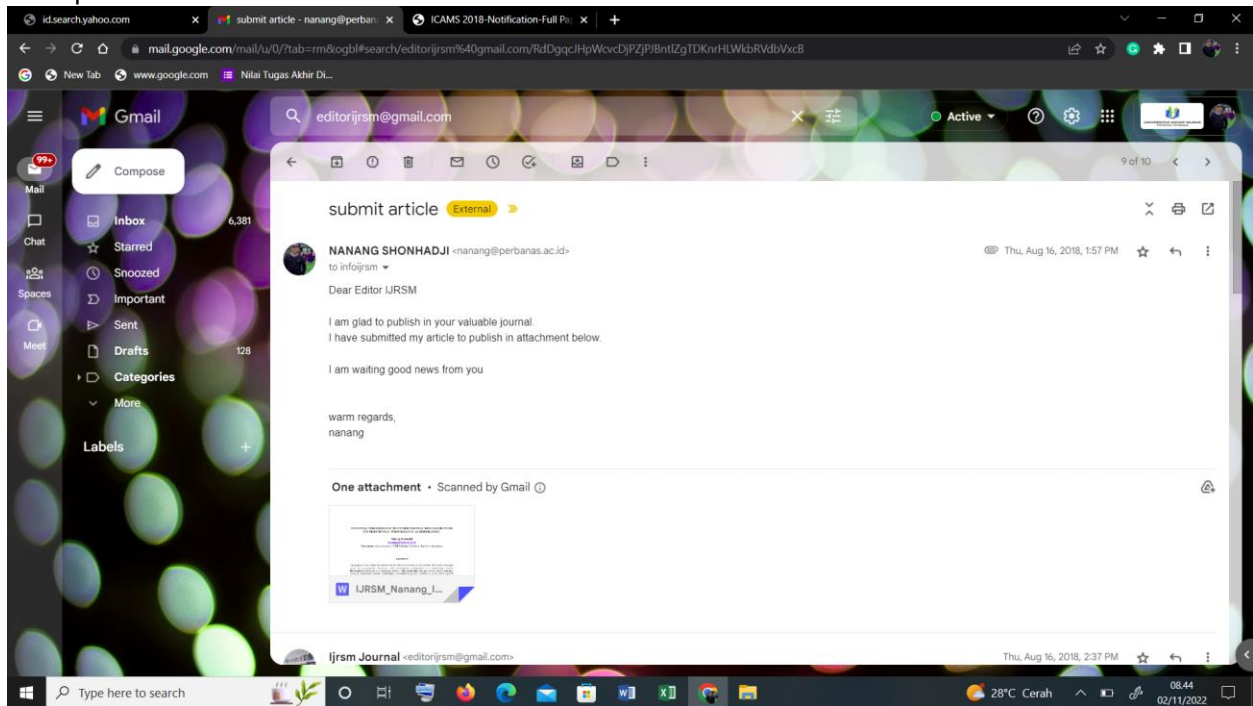 id.search.yahoo.com
submit article - nanang@perban
ICAMS 2018-Notification-Full Pa
mail.google.com/mail/u/0/?tab=rm&ogbl#search/editorijrsm%40gmail.com/RdDgqcJHpWcvcDjPZjPJBntlZgTDKnrHLWkbRVdbVxcB
New Tab
www.google.com
Nilai Tugas Akhir Di...
Gmail
editorijrsm@gmail.com
Active
99+
Mail
Compose
9 of 10
Chat
Spaces
Meet
Inbox 6,381
Starred
Snoozed
Important
Sent
Drafts 128
Categories
More
Labels
submit article External
NANANG SHONHADJI <nanang@perbanas.ac.id>
Thu, Aug 16, 2018, 1:57 PM
to infoijrsm
Dear Editor IJRSM
I am glad to publish in your valuable journal.
I have submitted my article to publish in attachment below.
I am waiting good news from you
warm regards,
nanang
One attachment • Scanned by Gmail
W IJRSM_Nanang_I...
Ijrsm Journal <editorijrsm@gmail.com>
Thu, Aug 16, 2018, 2:37 PM
Type here to search
28°C Cerah
08.44
02/11/2022